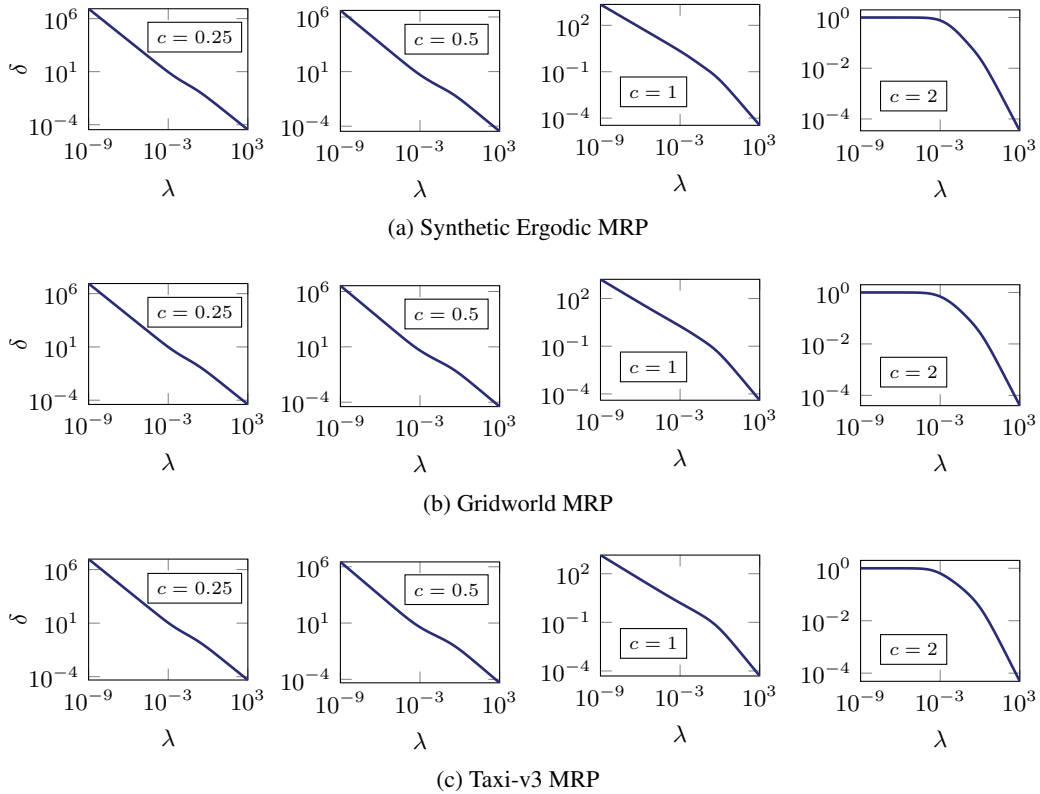 10^6 10^1 10^−4 δ c = 0.25 10^−9 10^−3 10^3 λ
10^6 10^1 10^−4 c = 0.5 10^−9 10^−3 10^3 λ
10^2 10^−1 10^−4 c = 1 10^−9 10^−3 10^3 λ
10^0 10^−2 10^−4 c = 2 10^−9 10^−3 10^3 λ
(a) Synthetic Ergodic MRP
10^6 10^1 10^−4 δ c = 0.25 10^−9 10^−3 10^3 λ
10^6 10^1 10^−4 c = 0.5 10^−9 10^−3 10^3 λ
10^2 10^−1 10^−4 c = 1 10^−9 10^−3 10^3 λ
10^0 10^−2 10^−4 c = 2 10^−9 10^−3 10^3 λ
(b) Gridworld MRP
10^6 10^1 10^−4 δ c = 0.25 10^−9 10^−3 10^3 λ
10^6 10^1 10^−4 c = 0.5 10^−9 10^−3 10^3 λ
10^2 10^−1 10^−4 c = 1 10^−9 10^−3 10^3 λ
10^0 10^−2 10^−4 c = 2 10^−9 10^−3 10^3 λ
(c) Taxi-v3 MRP